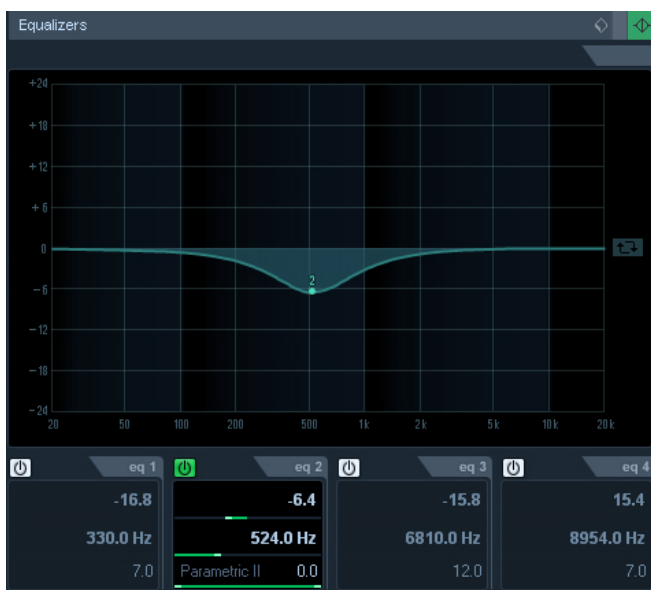 Equalizers
+24
+18
+12
+6
0
2
-6
-12
-18
-24
20 50 100 200 500 1k 2k 5k 10k 20k
eq 1 eq 2 eq 3 eq 4
-16.8 -6.4 -15.8 15.4
330.0 Hz 524.0 Hz 6810.0 Hz 8954.0 Hz
7.0 Parametric II 0.0 12.0 7.0